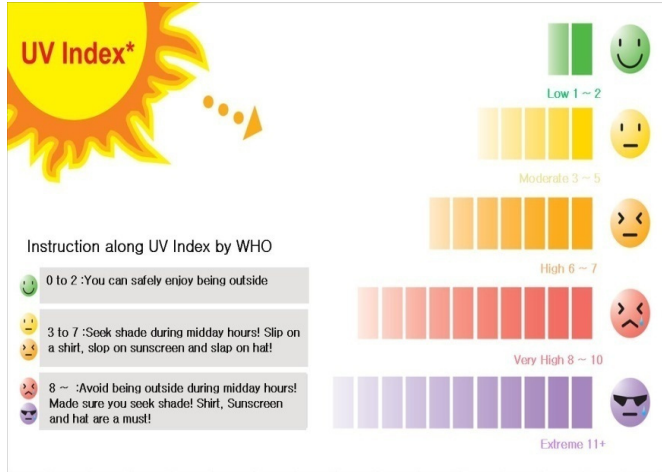 UV Index*
Low 1 ~ 2
Moderate 3 ~ 5
High 6 ~ 7
Very High 8 ~ 10
Extreme 11+
Instruction along UV Index by WHO
0 to 2 :You can safely enjoy being outside
3 to 7 :Seek shade during midday hours! Slip on
a shirt, slop on sunscreen and slap on hat!
8 ~ :Avoid being outside during midday hours!
Made sure you seek shade! Shirt, Sunscreen
and hat are a must!